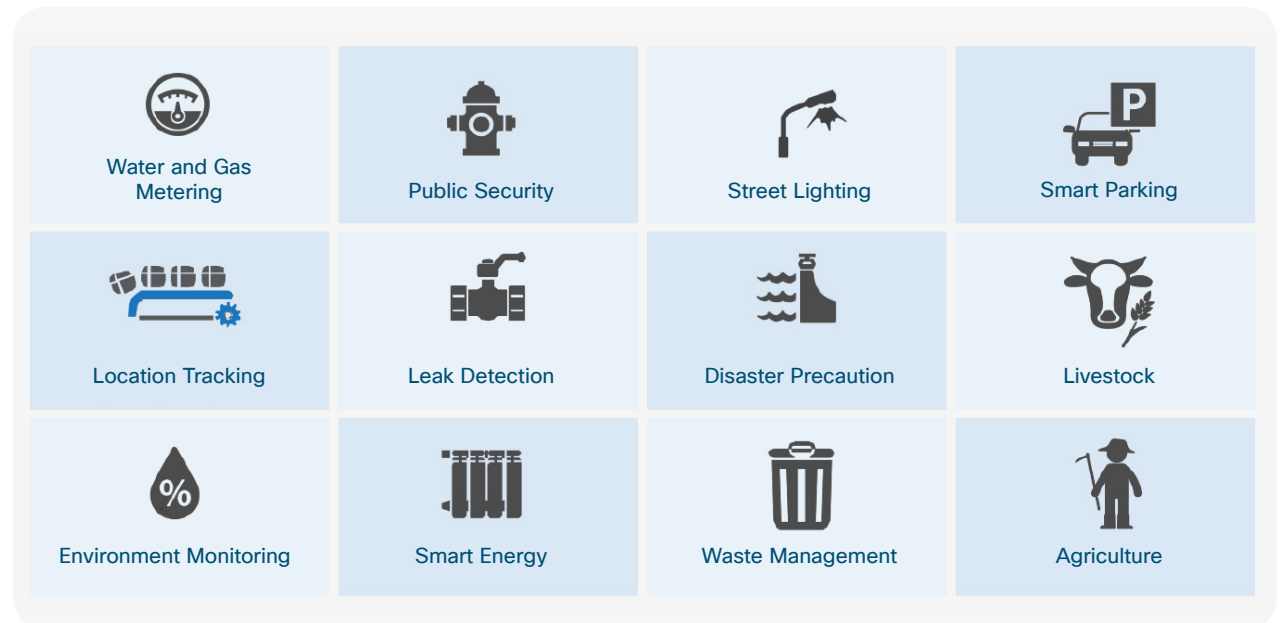 P
Water and Gas
Metering
Public Security
Street Lighting
Smart Parking
Location Tracking
Leak Detection
Disaster Precaution
Livestock
%
Environment Monitoring
Smart Energy
Waste Management
Agriculture